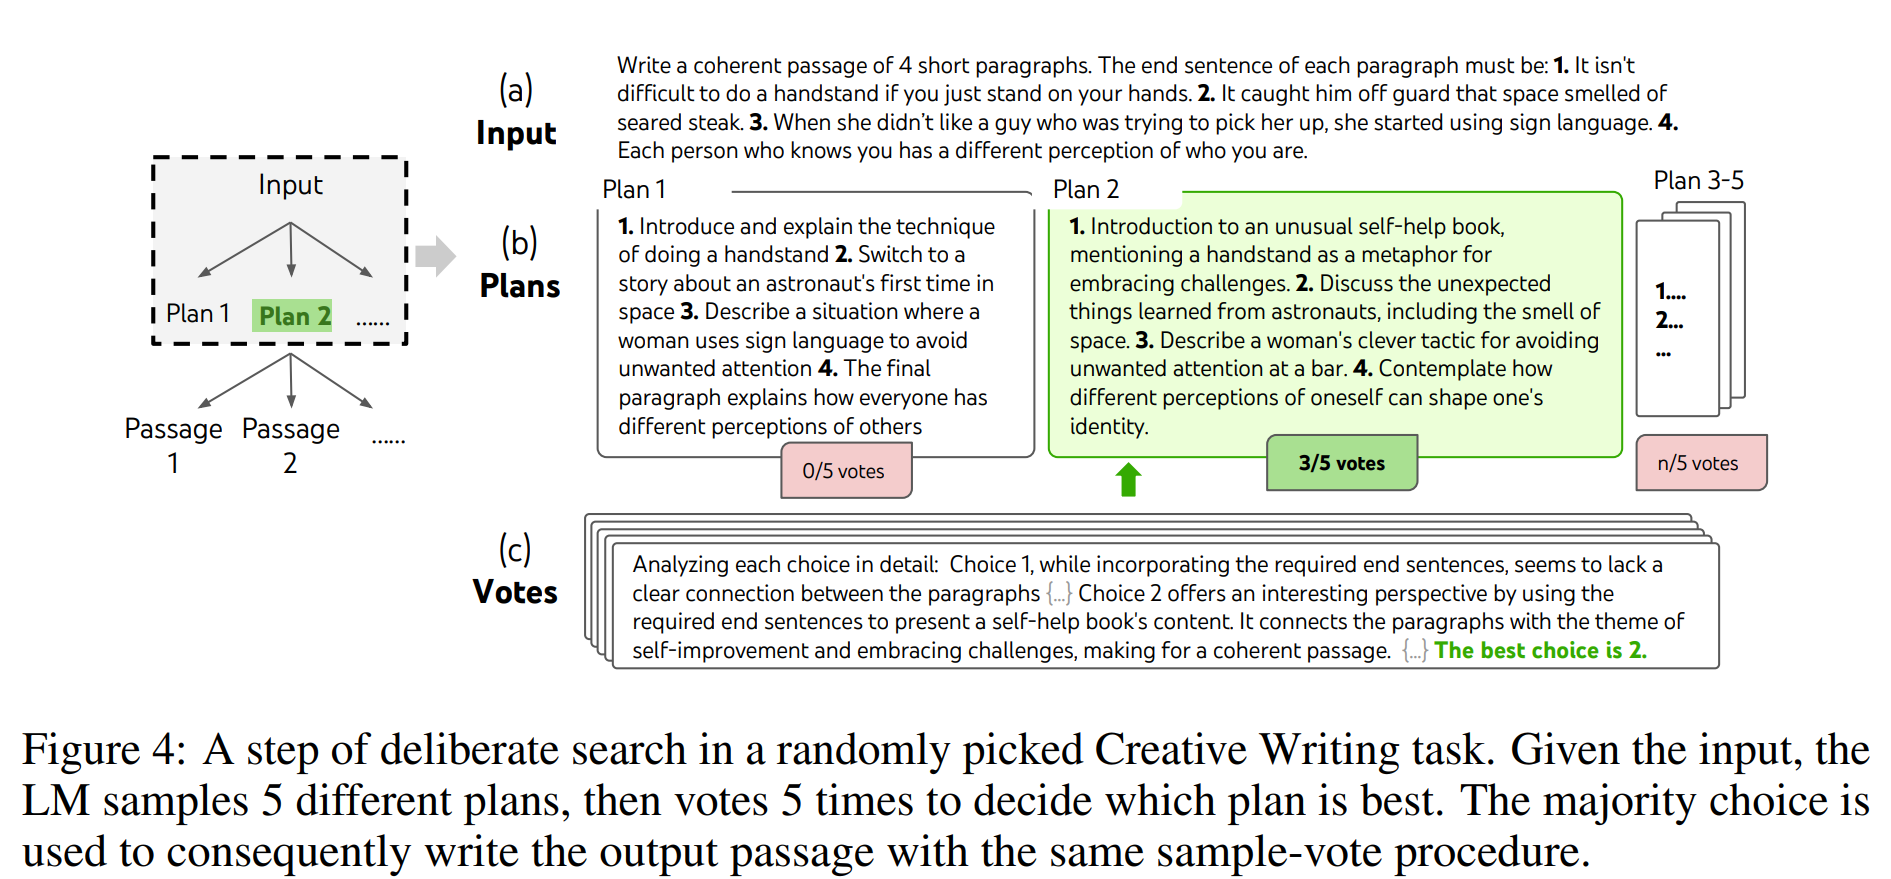 Input
Plan 1
Plan 2
......
Passage
1
Passage
2
......
(a)
Input
Write a coherent passage of 4 short paragraphs. The end sentence of each paragraph must be: 1. It isn't
difficult to do a handstand if you just stand on your hands. 2. It caught him off guard that space smelled of
seared steak. 3. When she didn't like a guy who was trying to pick her up, she started using sign language. 4.
Each person who knows you has a different perception of who you are.
(b)
Plans
Plan 1
1. Introduce and explain the technique
of doing a handstand 2. Switch to a
story about an astronaut's first time in
space 3. Describe a situation where a
woman uses sign language to avoid
unwanted attention 4. The final
paragraph explains how everyone has
different perceptions of others
0/5 votes
Plan 2
1. Introduction to an unusual self-help book,
mentioning a handstand as a metaphor for
embracing challenges. 2. Discuss the unexpected
things learned from astronauts, including the smell of
space. 3. Describe a woman's clever tactic for avoiding
unwanted attention at a bar. 4. Contemplate how
different perceptions of oneself can shape one's
identity.
3/5 votes
Plan 3-5
1....
2...
...
n/5 votes
(c)
Votes
Analyzing each choice in detail: Choice 1, while incorporating the required end sentences, seems to lack a
clear connection between the paragraphs {...} Choice 2 offers an interesting perspective by using the
required end sentences to present a self-help book's content. It connects the paragraphs with the theme of
self-improvement and embracing challenges, making for a coherent passage. {...} The best choice is 2.
Figure 4: A step of deliberate search in a randomly picked Creative Writing task. Given the input, the
LM samples 5 different plans, then votes 5 times to decide which plan is best. The majority choice is
used to consequently write the output passage with the same sample-vote procedure.